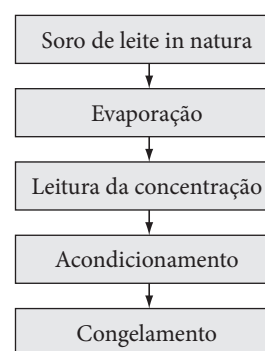 Soro de leite in natura
Evaporação
Leitura da concentração
Acondicionamento
Congelamento